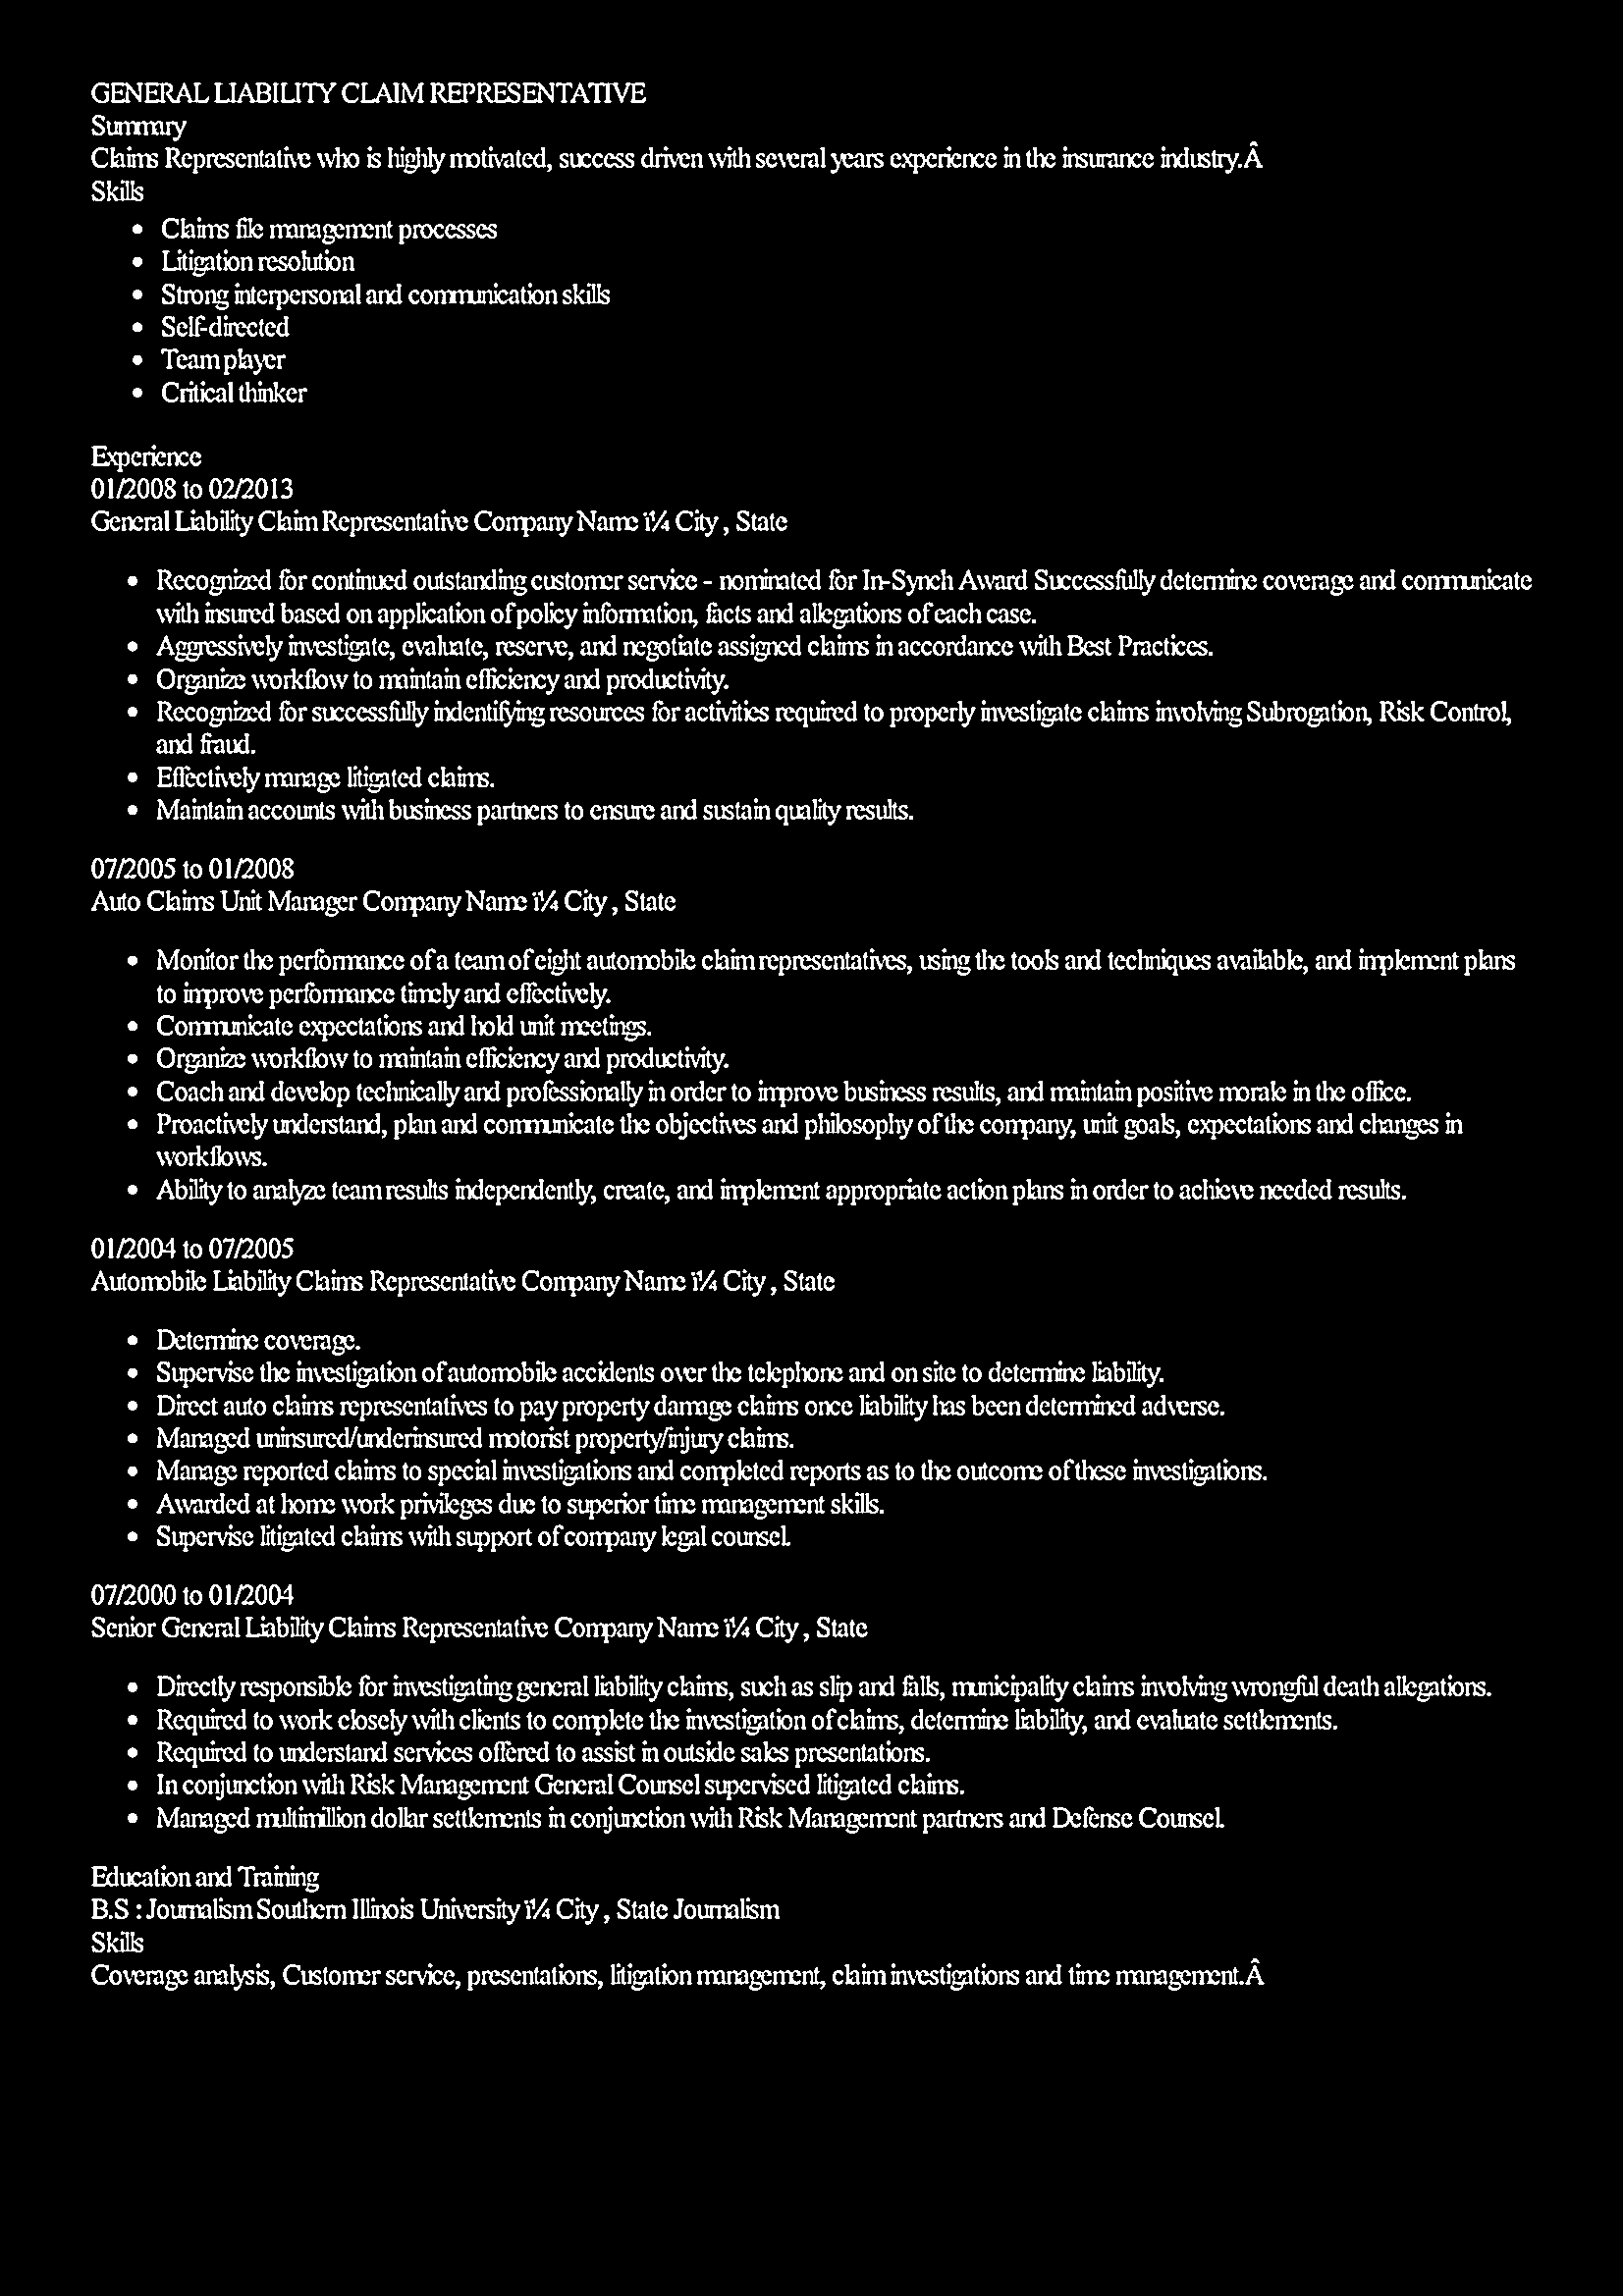 GENERAL LIABILITY CLAIM REPRESENTATIVE
Summary
Claims Representative who is highly motivated, success driven with several years experience in the insurance industry.Â
Skills
• Claims file management processes
• Litigation resolution
• Strong interpersonal and communication skills
• Self-directed
• Team player
• Critical thinker
Experience
01/2008 to 02/2013
General Liability Claim Representative Company Name ï¼ City , State
• Recognized for continued outstanding customer service - nominated for In-Synch Award Successfully determine coverage and communicate
with insured based on application of policy information, facts and allegations of each case.
• Aggressively investigate, evaluate, reserve, and negotiate assigned claims in accordance with Best Practices.
• Organize workflow to maintain efficiency and productivity.
• Recognized for successfully indentifying resources for activities required to properly investigate claims involving Subrogation, Risk Control,
and fraud.
• Effectively manage litigated claims.
• Maintain accounts with business partners to ensure and sustain quality results.
07/2005 to 01/2008
Auto Claims Unit Manager Company Name ï¼ City , State
• Monitor the performance of a team of eight automobile claim representatives, using the tools and techniques available, and implement plans
to improve performance timely and effectively.
• Communicate expectations and hold unit meetings.
• Organize workflow to maintain efficiency and productivity.
• Coach and develop technically and professionally in order to improve business results, and maintain positive morale in the office.
• Proactively understand, plan and communicate the objectives and philosophy of the company, unit goals, expectations and changes in
workflows.
• Ability to analyze team results independently, create, and implement appropriate action plans in order to achieve needed results.
01/2004 to 07/2005
Automobile Liability Claims Representative Company Name ï¼ City , State
• Determine coverage.
• Supervise the investigation of automobile accidents over the telephone and on site to determine liability.
• Direct auto claims representatives to pay property damage claims once liability has been determined adverse.
• Managed uninsured/underinsured motorist property/injury claims.
• Manage reported claims to special investigations and completed reports as to the outcome of these investigations.
• Awarded at home work privileges due to superior time management skills.
• Supervise litigated claims with support of company legal counsel.
07/2000 to 01/2004
Senior General Liability Claims Representative Company Name ï¼ City , State
• Directly responsible for investigating general liability claims, such as slip and falls, municipality claims involving wrongful death allegations.
• Required to work closely with clients to complete the investigation of claims, determine liability, and evaluate settlements.
• Required to understand services offered to assist in outside sales presentations.
• In conjunction with Risk Management General Counsel supervised litigated claims.
• Managed multimillion dollar settlements in conjunction with Risk Management partners and Defense Counsel.
Education and Training
B.S : Journalism Southern Illinois University ï¼ City , State Journalism
Skills
Coverage analysis, Customer service, presentations, litigation management, claim investigations and time management.Â